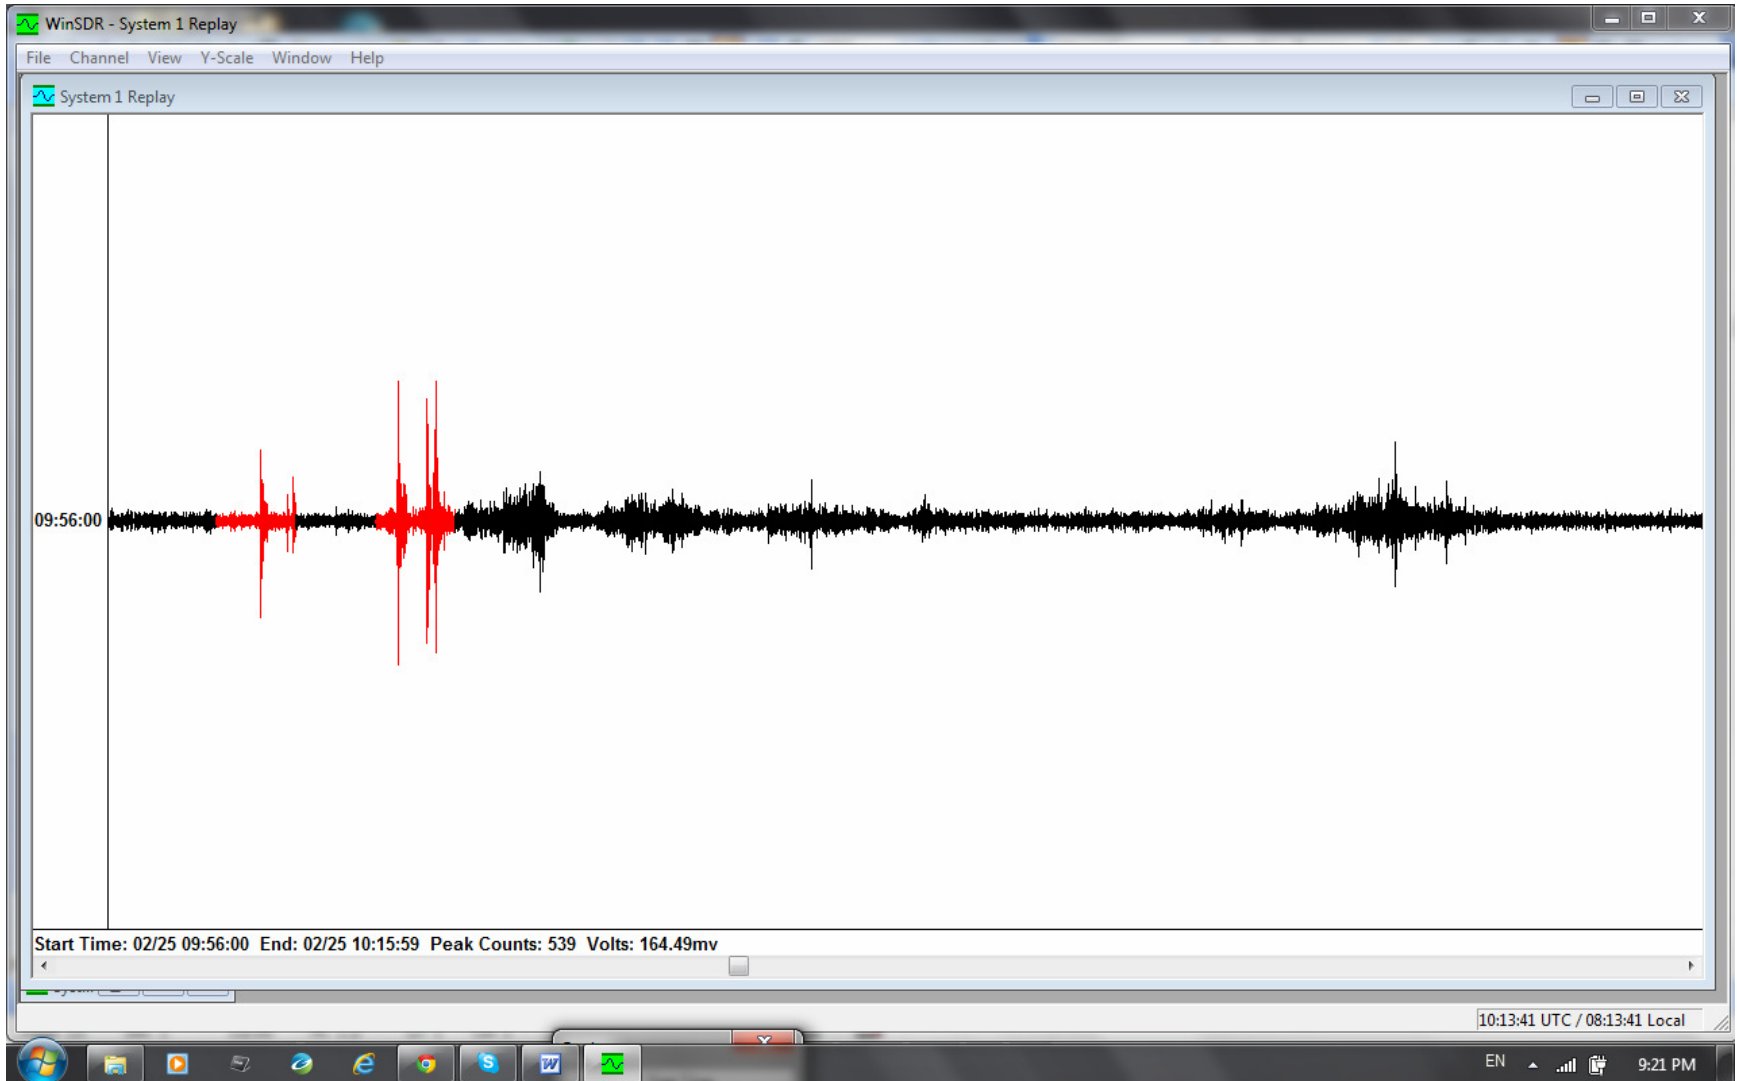 WinSDR - System 1 Replay
File Channel View Y-Scale Window Help
System 1 Replay
09:56:00
Start Time: 02/25 09:56:00 End: 02/25 10:15:59 Peak Counts: 539 Volts: 164.49mv
10:13:41 UTC / 08:13:41 Local
EN
9:21 PM